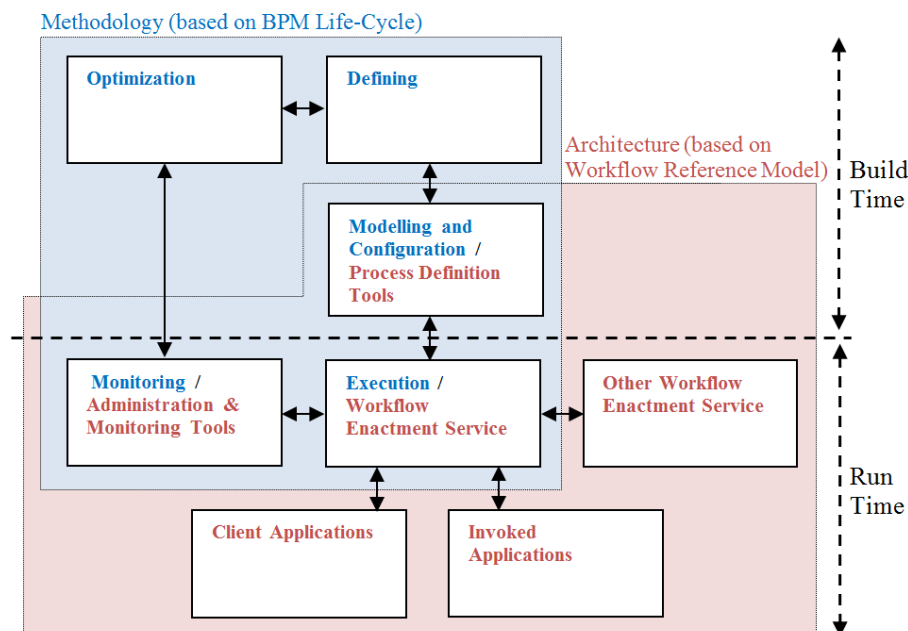 Methodology (based on BPM Life-Cycle)
Optimization
Defining
Architecture (based on
Workflow Reference Model)
Build
Time
Modelling and
Configuration /
Process Definition
Tools
Monitoring /
Administration &
Monitoring Tools
Execution /
Workflow
Enactment Service
Other Workflow
Enactment Service
Run
Time
Client Applications
Invoked
Applications